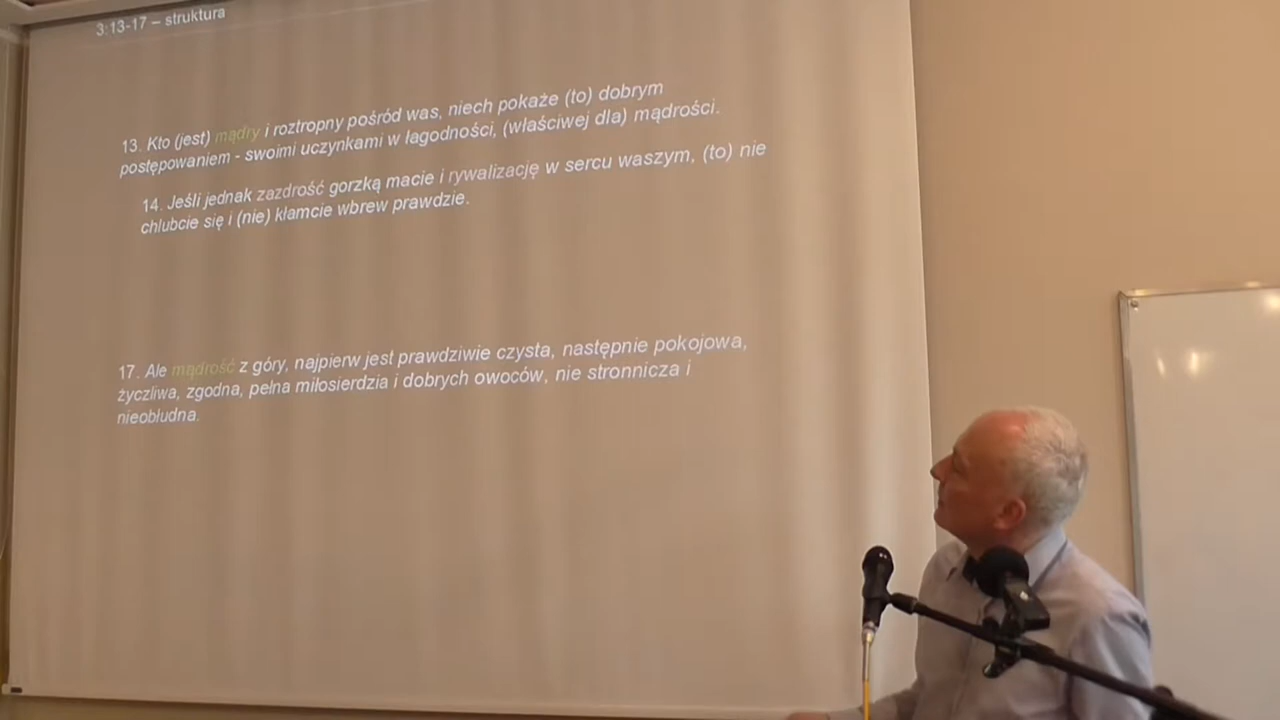 3:13-17 – struktura
13. Kto (jest) mądry i roztropny pośród was, niech pokaże (to) dobrym
postępowaniem - swoimi uczynkami w łagodności, (właściwej dla) mądrości.
14. Jeśli jednak zazdrość gorzką macie i rywalizację w sercu waszym, (to) nie
chlubcie się i (nie) kłamcie wbrew prawdzie.
17. Ale mądrość z góry, najpierw jest prawdziwie czysta, następnie pokojowa,
życzliwa, zgodna, pełna miłosierdzia i dobrych owoców, nie stronnicza i
nieobłudna.